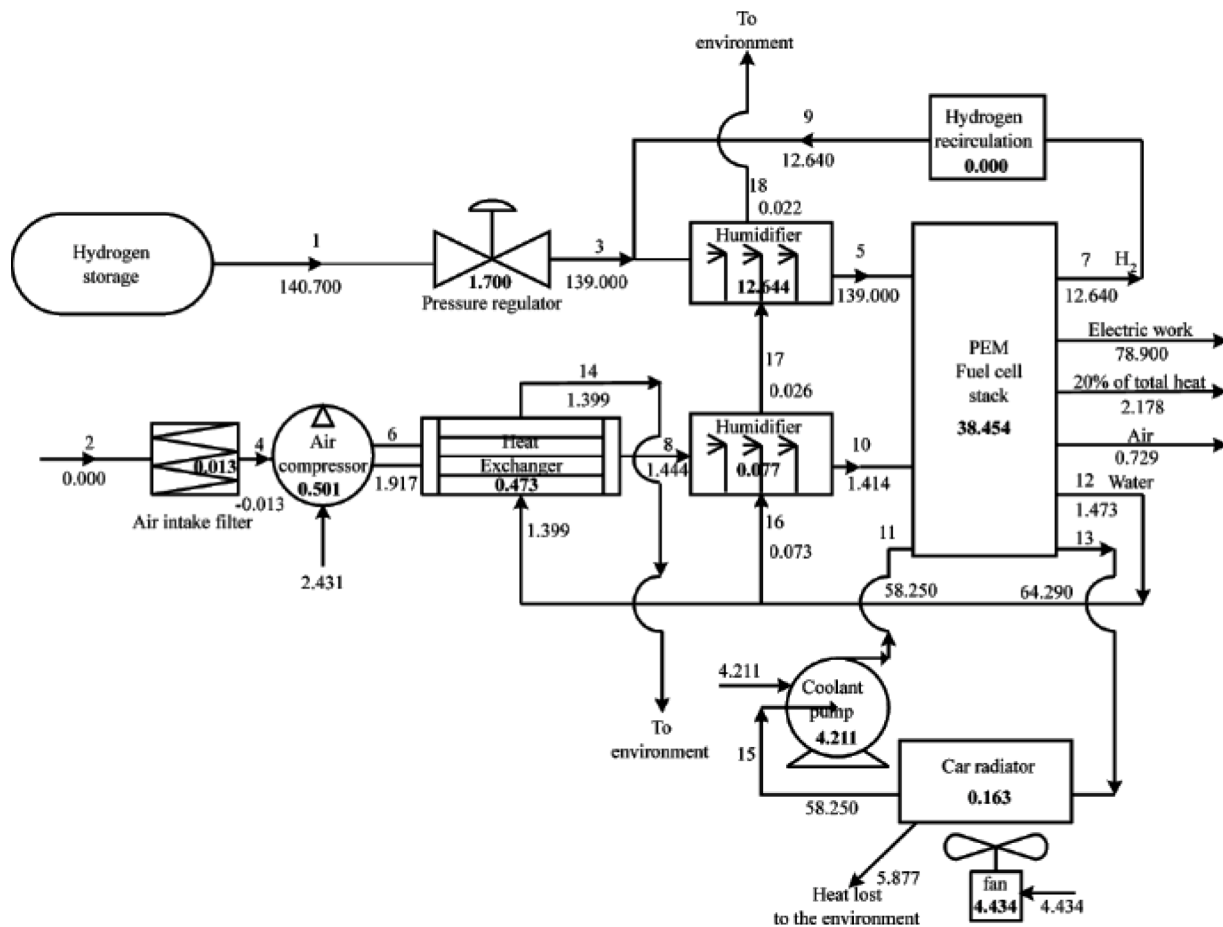 To
environment
9
12.640
Hydrogen
recirculation
0.000
18
0.022
Hydrogen
storage
1
140.700
1.700
Pressure regulator
3
139.000
Humidifier
12.644
5
139.000
7
H2
12.640
Electric work
78.900
20% of total heat
2.178
Air
0.729
12
Water
1.473
13
PEM
Fuel cell
stack
38.454
17
0.026
14
1.399
2
0.000
0.013
Air intake filter
4
-0.013
Air
compressor
0.501
2.431
6
1.917
Heat
Exchanger
0.473
1.399
8
1.444
Humidifier
0.077
10
1.414
16
0.073
11
58.250
64.290
4.211
Coolant
pump
4.211
15
58.250
To
environment
Car radiator
0.163
5.877
Heat lost
to the environment
fan
4.434
4.434